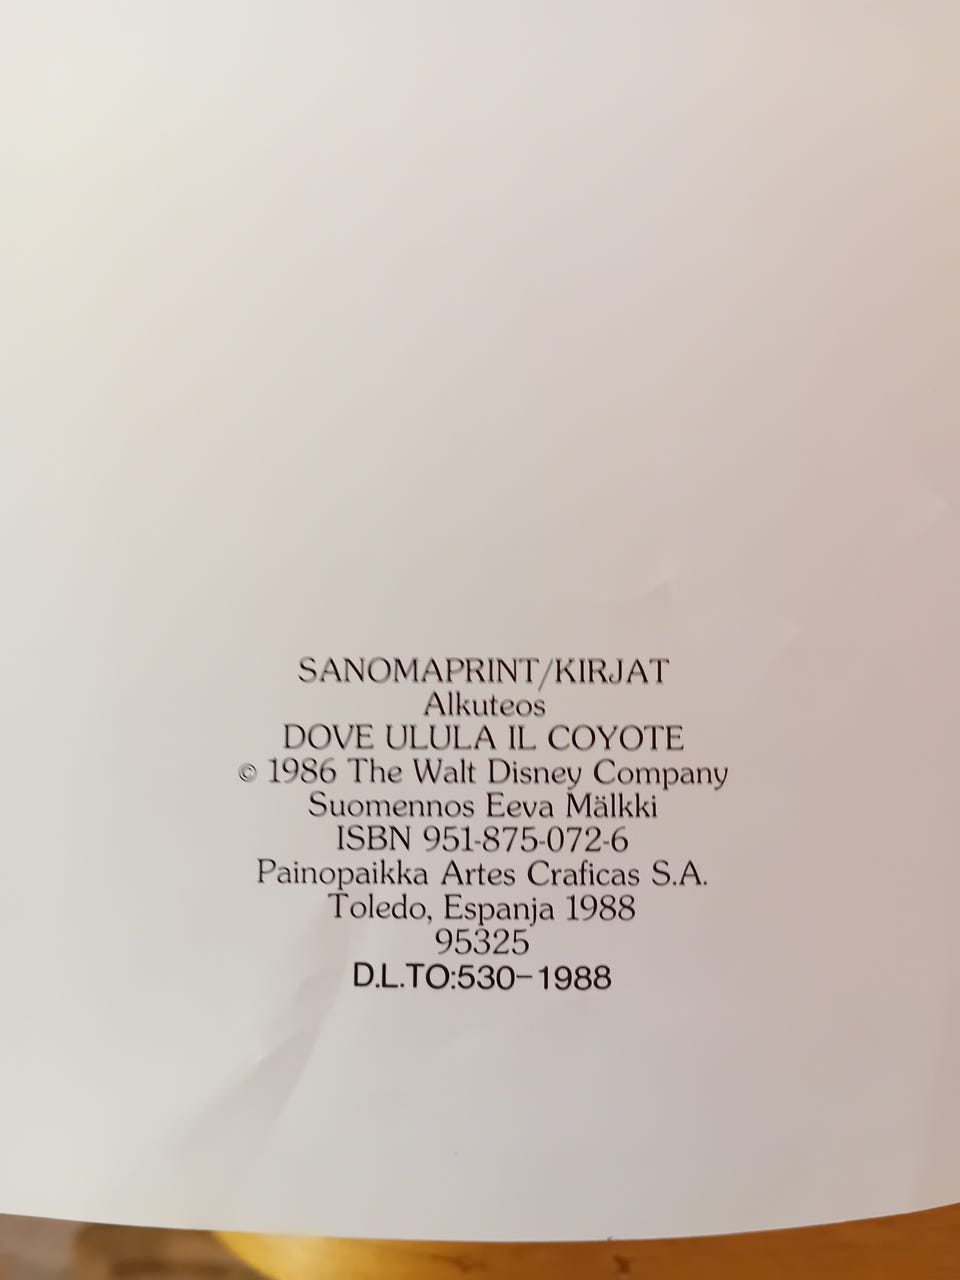 SANOMAPRINT/KIRJAT
Alkuteos
DOVE ULULA IL COYOTE
© 1986 The Walt Disney Company
Suomennos Eeva Mälkki
ISBN 951-875-072-6
Painopaikka Artes Craficas S.A.
Toledo, Espanja 1988
95325
D.L.TO:530-1988